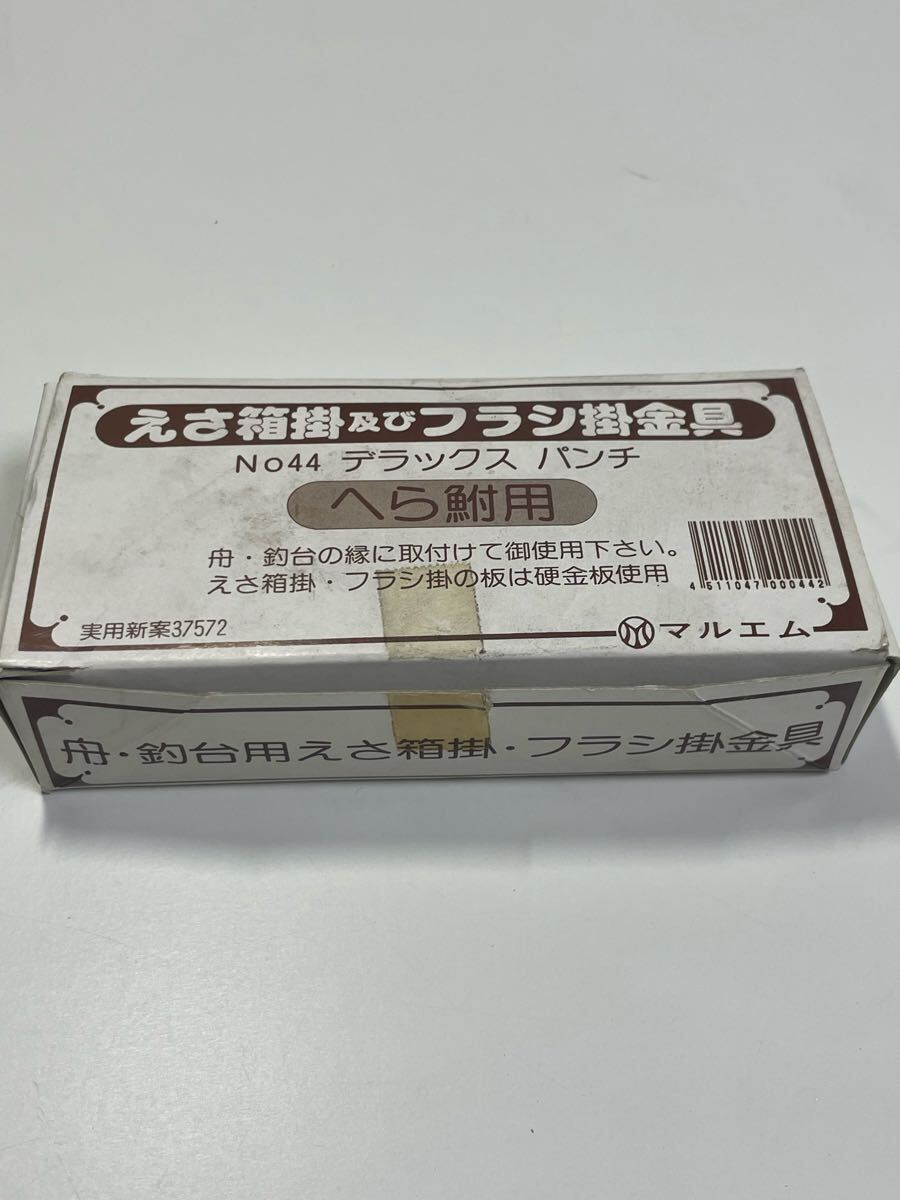 えさ箱掛及びフラシ掛金具
No44 デラックス パンチ
へら鮒用
舟・釣台の縁に取付けて御使用下さい。
えさ箱掛・フラシ掛の板は硬金板使用
4 511047 000442
実用新案37572
マルエム
舟・釣台用えさ箱掛・フラシ掛金具